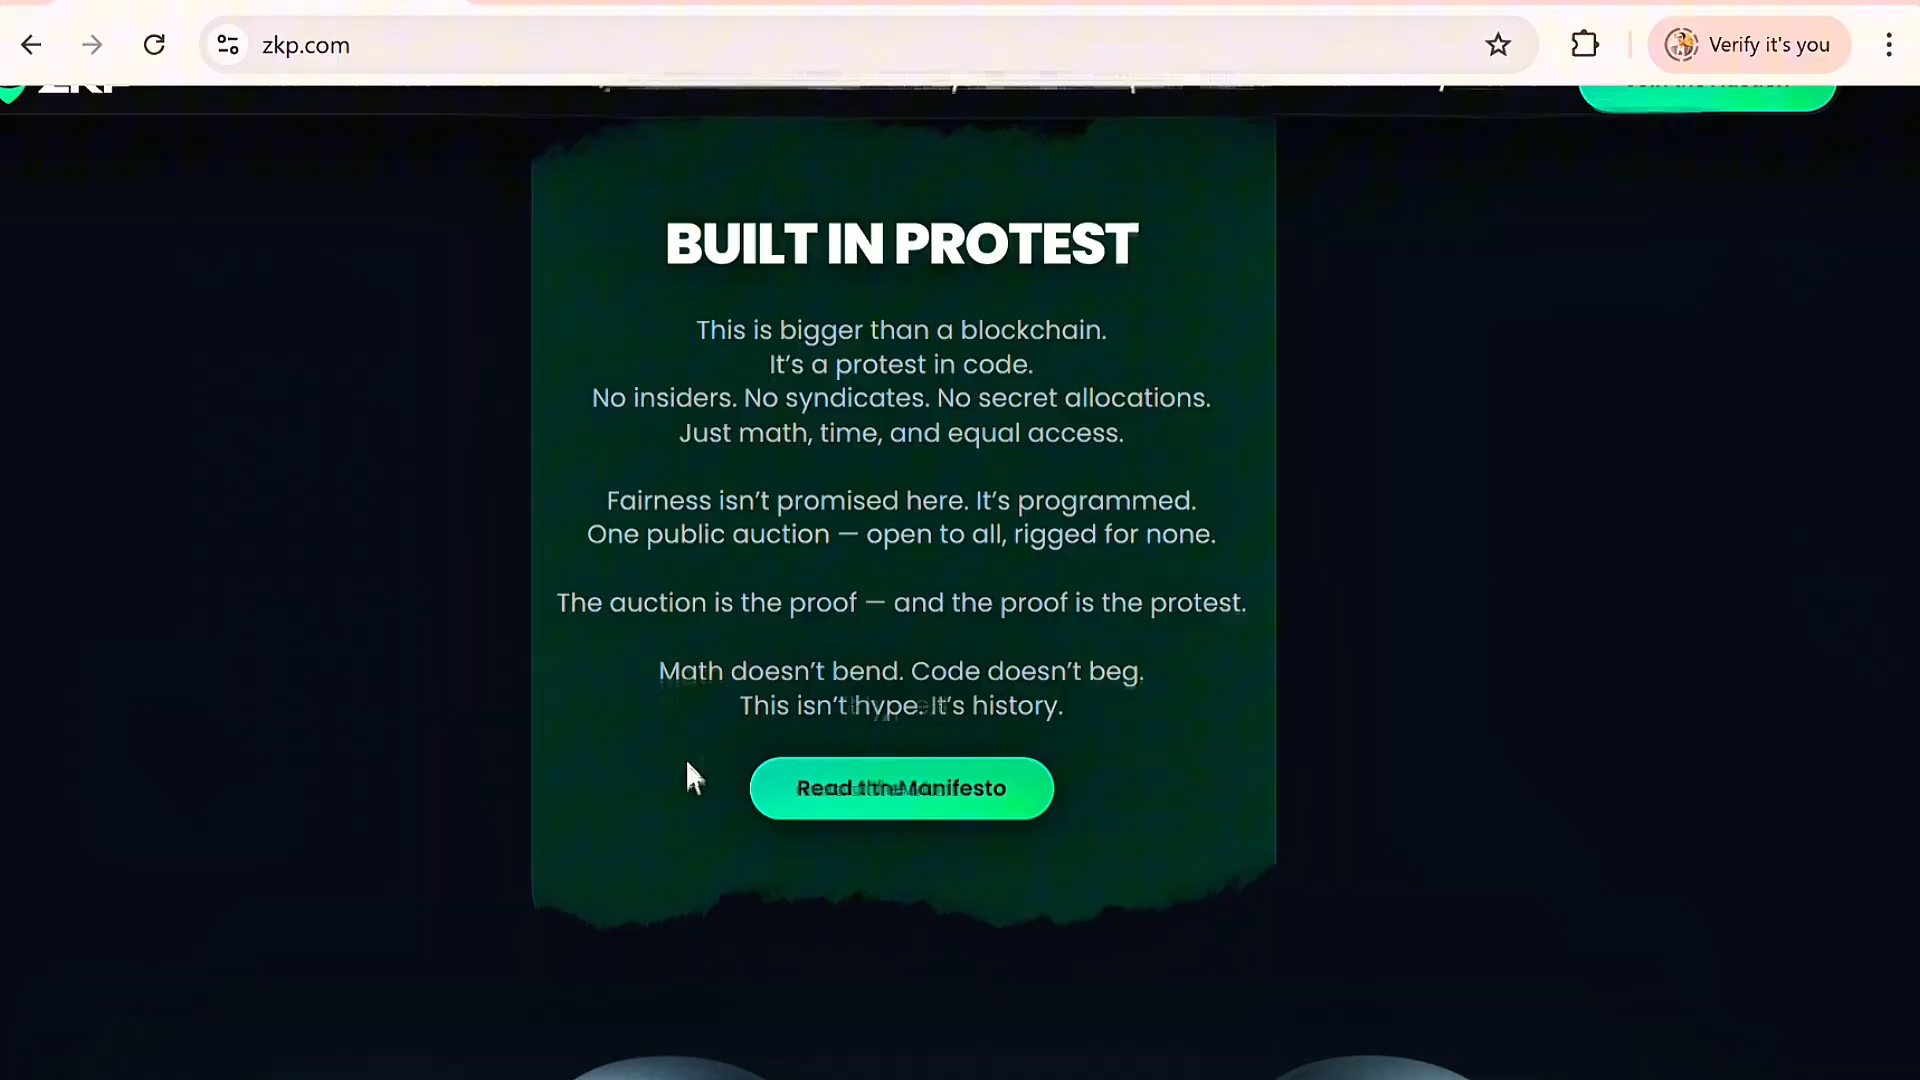 zkp.com
Verify it's you
ZKP
BUILT IN PROTEST
This is bigger than a blockchain.
It's a protest in code.
No insiders. No syndicates. No secret allocations.
Just math, time, and equal access.
Fairness isn't promised here. It's programmed.
One public auction — open to all, rigged for none.
The auction is the proof — and the proof is the protest.
Math doesn't bend. Code doesn't beg.
This isn't hype. It's history.
Read the Manifesto